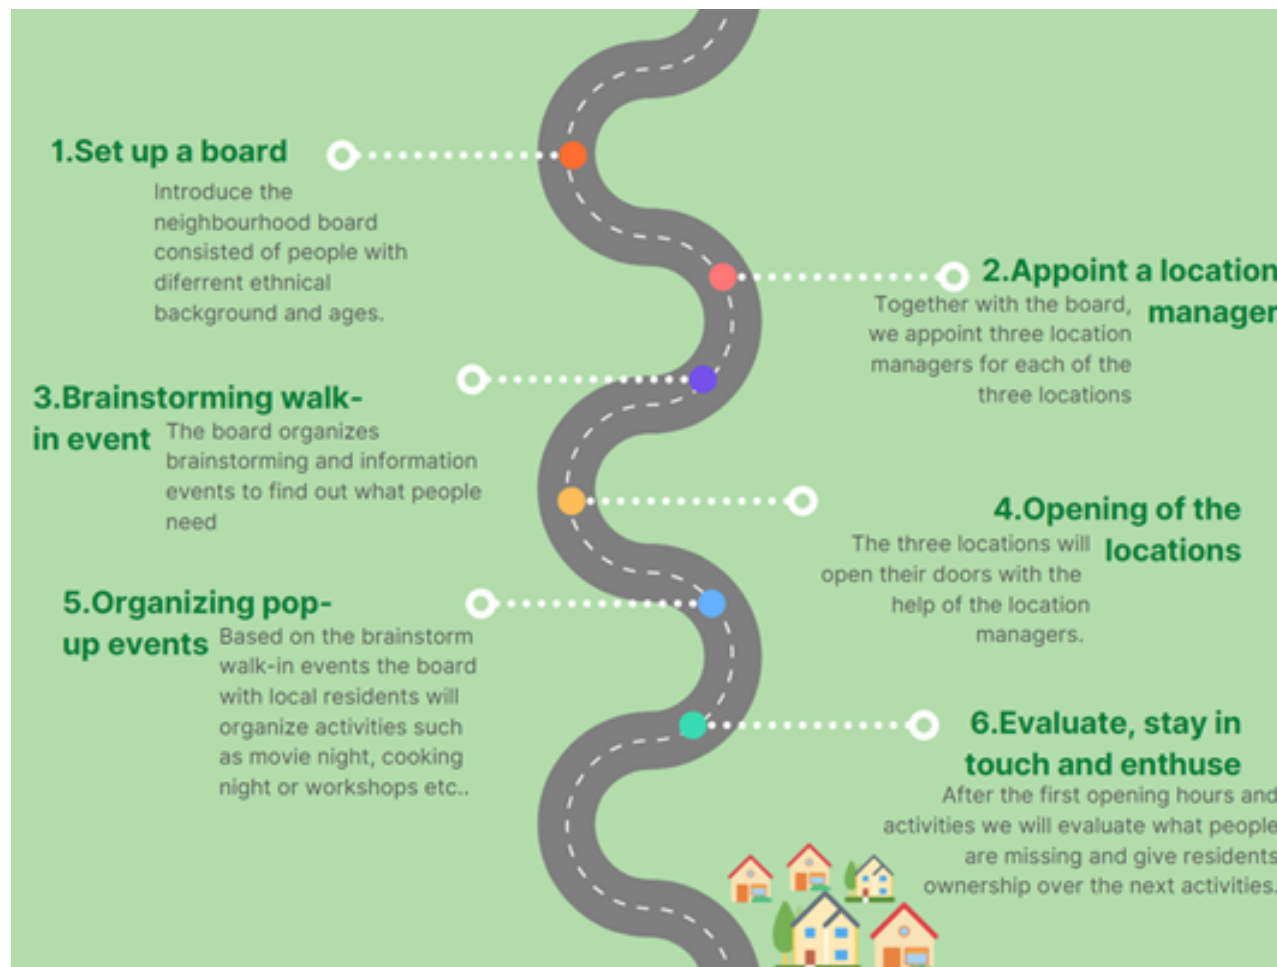 1.Set up a board
Introduce the
neighbourhood board
consisted of people with
diferrent ethnical
background and ages.
2.Appoint a location
manager
Together with the board,
we appoint three location
managers for each of the
three locations
3.Brainstorming walk-
in event
The board organizes
brainstorming and information
events to find out what people
need
4.Opening of the
locations
The three locations will
open their doors with the
help of the location
managers.
5.Organizing pop-
up events
Based on the brainstorm
walk-in events the board
with local residents will
organize activities such
as movie night, cooking
night or workshops etc..
6.Evaluate, stay in
touch and enthuse
After the first opening hours and
activities we will evaluate what people
are missing and give residents
ownership over the next activities.